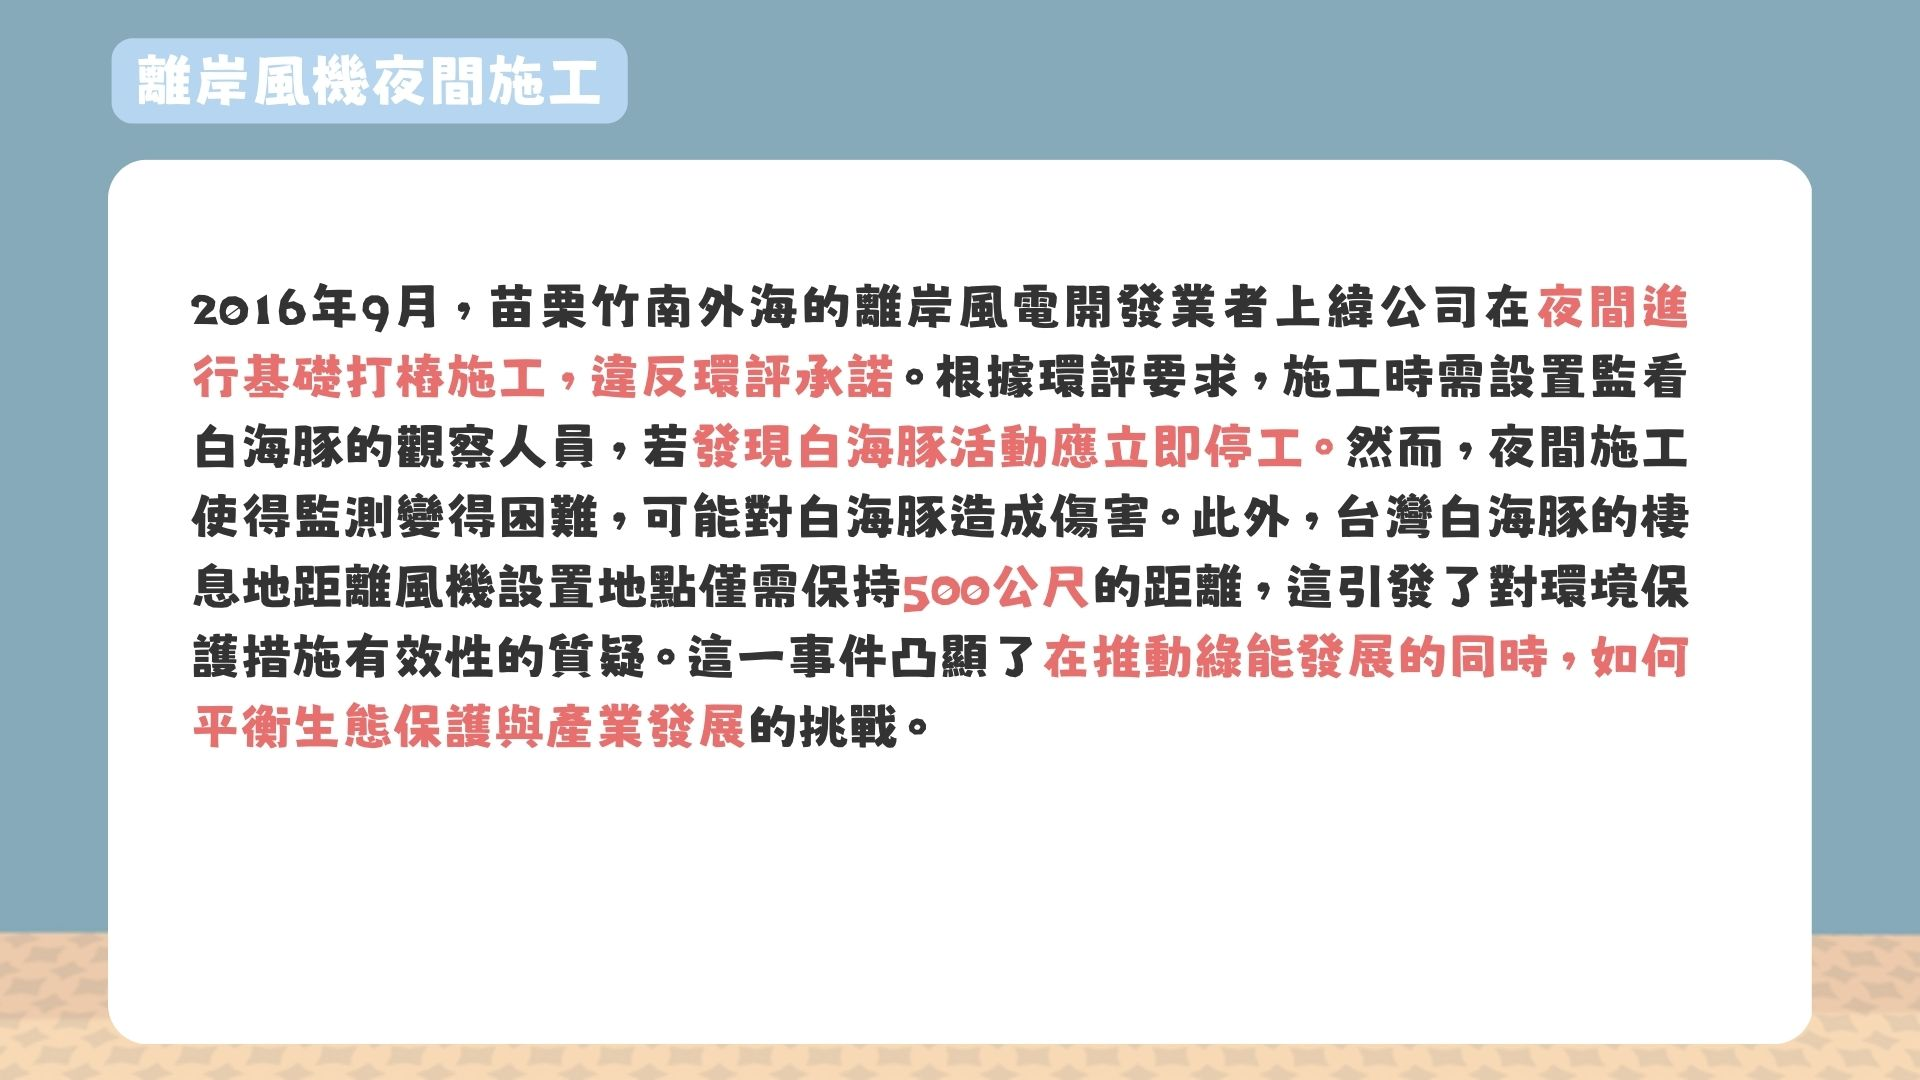 離岸風機夜間施工
2016年9月，苗栗竹南外海的離岸風電開發業者上緯公司在夜間進
行基礎打樁施工，違反環評承諾。根據環評要求，施工時需設置監看
白海豚的觀察人員，若發現白海豚活動應立即停工。然而，夜間施工
使得監測變得困難，可能對白海豚造成傷害。此外，台灣白海豚的棲
息地距離風機設置地點僅需保持500公尺的距離，這引發了對環境保
護措施有效性的質疑。這一事件凸顯了在推動綠能發展的同時，如何
平衡生態保護與產業發展的挑戰。